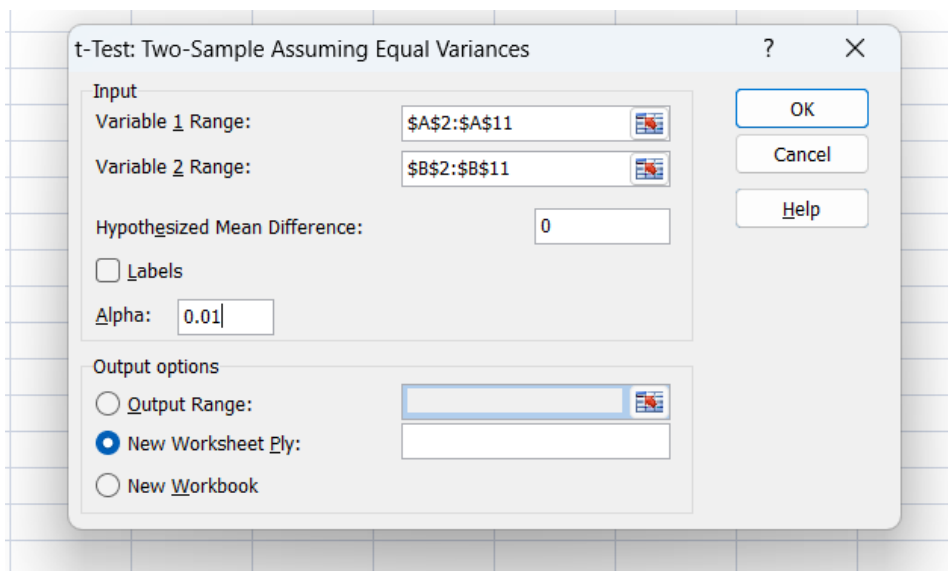 t-Test: Two-Sample Assuming Equal Variances ?
Input
Variable 1 Range: $A$2:$A$11
Variable 2 Range: $B$2:$B$11
Hypothesized Mean Difference: 0
Labels
Alpha: 0.01
Output options
Output Range:
New Worksheet Ply:
New Workbook
OK
Cancel
Help